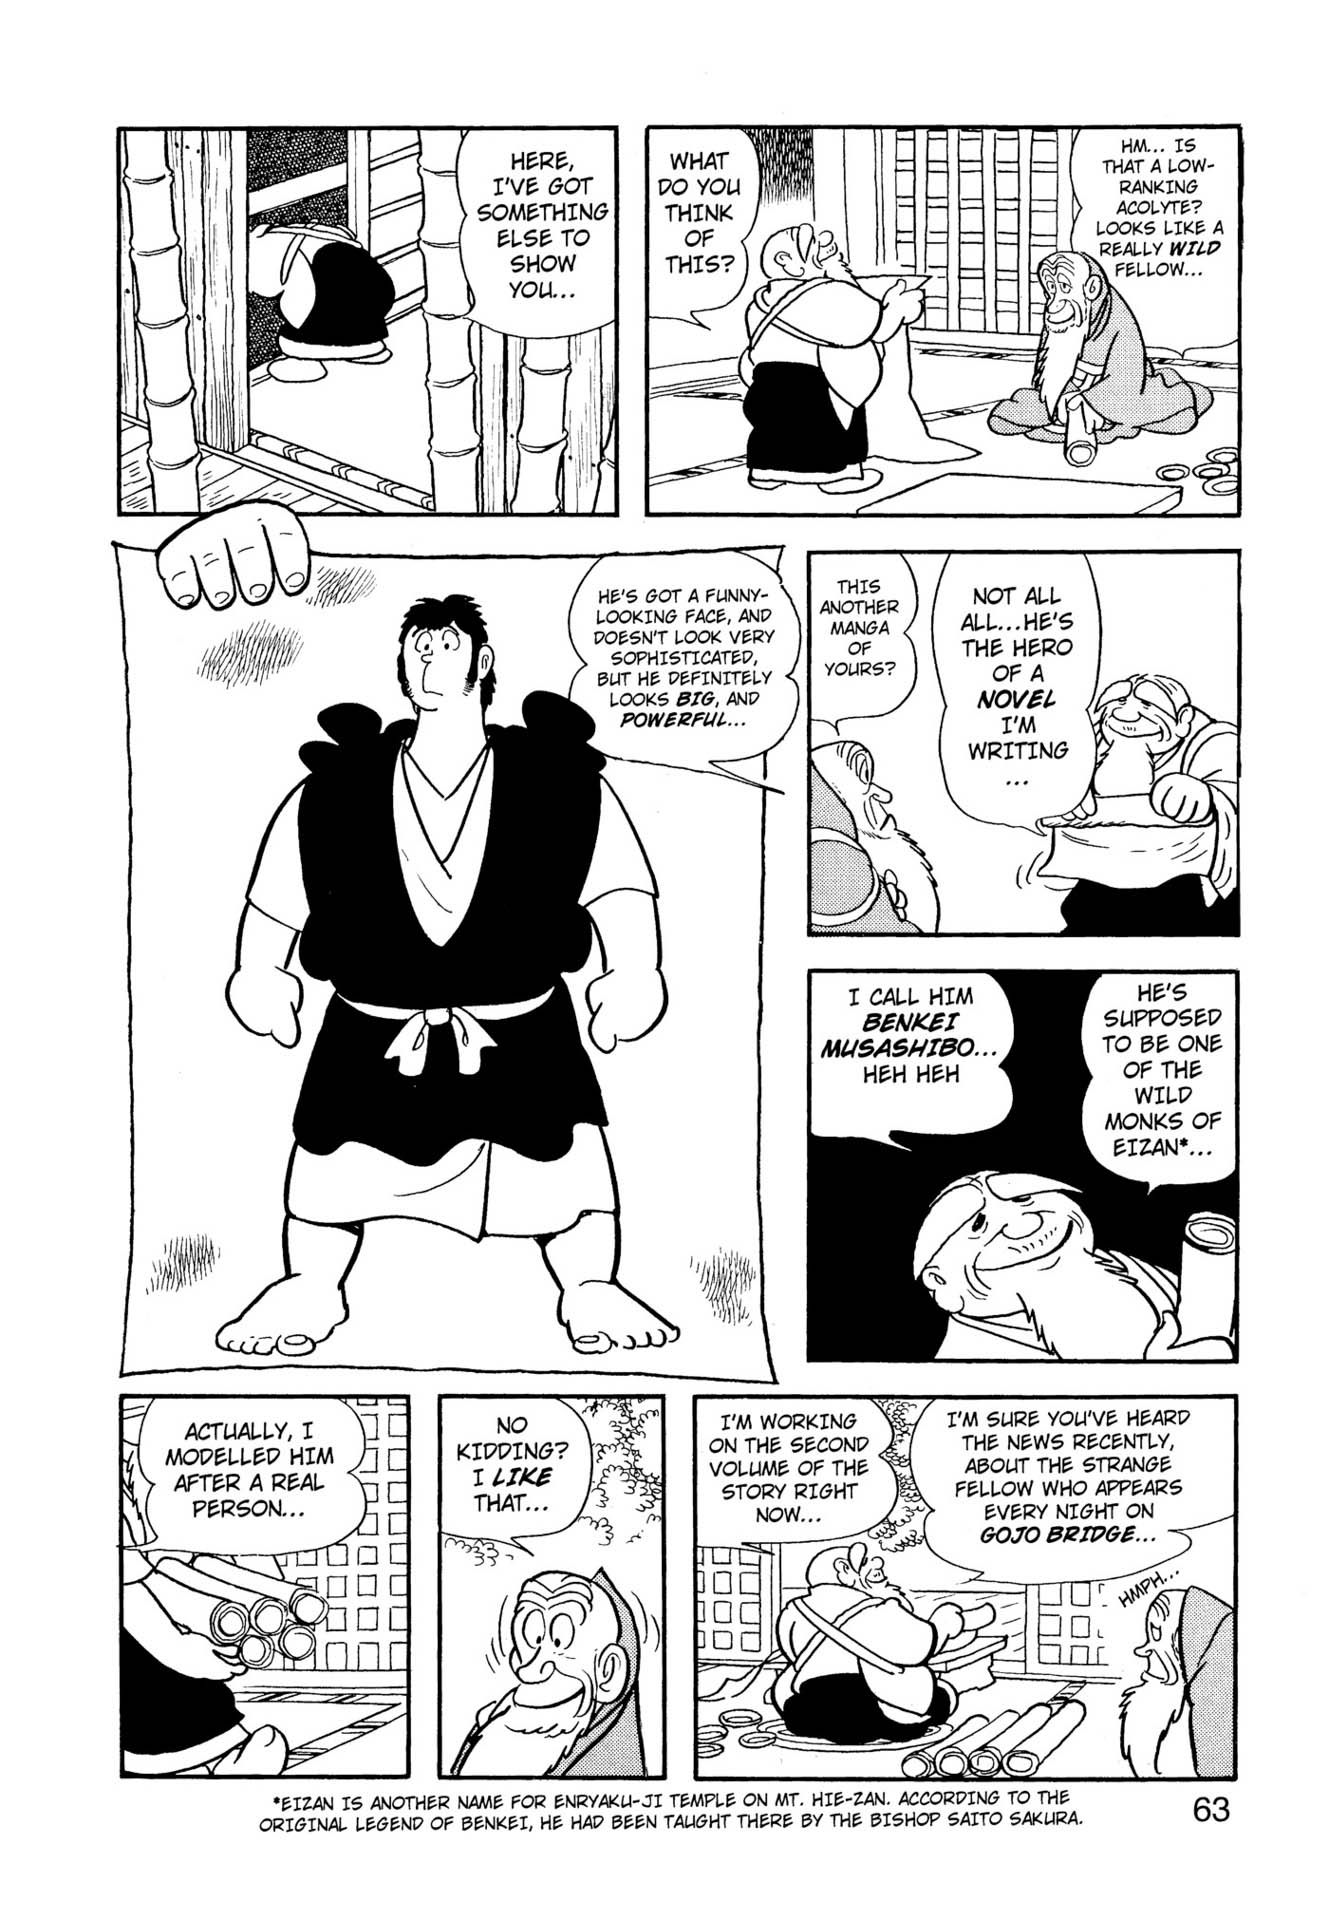 HERE,
I'VE GOT
SOMETHING
ELSE TO
SHOW
YOU...
WHAT
DO YOU
THINK
OF
THIS?
HM... IS
THAT A LOW-
RANKING
ACOLYTE?
LOOKS LIKE A
REALLY WILD
FELLOW...
HE'S GOT A FUNNY-
LOOKING FACE, AND
DOESN'T LOOK VERY
SOPHISTICATED,
BUT HE DEFINITELY
LOOKS BIG, AND
POWERFUL...
THIS
ANOTHER
MANGA
OF
YOURS?
NOT ALL
ALL...HE'S
THE HERO
OF A
NOVEL
I'M
WRITING
...
I CALL HIM
BENKEI
MUSASHIBO...
HEH HEH
HE'S
SUPPOSED
TO BE ONE
OF THE
WILD
MONKS OF
EIZAN*...
ACTUALLY, I
MODELLED HIM
AFTER A REAL
PERSON...
NO
KIDDING?
I LIKE
THAT...
I'M WORKING
ON THE SECOND
VOLUME OF THE
STORY RIGHT
NOW...
I'M SURE YOU'VE HEARD
THE NEWS RECENTLY,
ABOUT THE STRANGE
FELLOW WHO APPEARS
EVERY NIGHT ON
GOJO BRIDGE...
HMPH...
*EIZAN IS ANOTHER NAME FOR ENRYAKU-JI TEMPLE ON MT. HIE-ZAN. ACCORDING TO THE
ORIGINAL LEGEND OF BENKEI, HE HAD BEEN TAUGHT THERE BY THE BISHOP SAITO SAKURA.
63